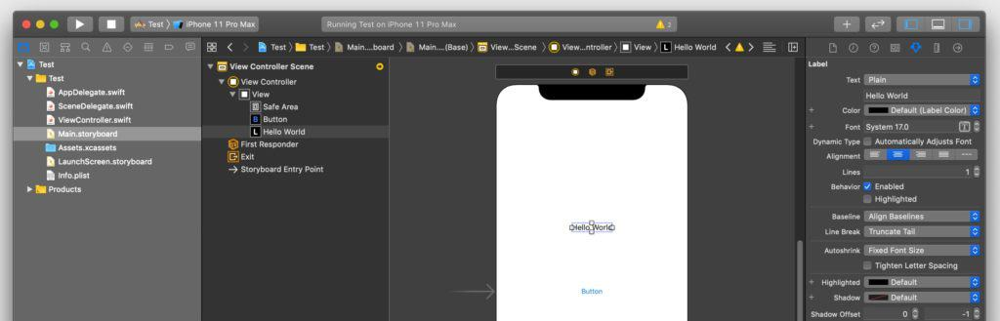 Test
iPhone 11 Pro Max
Running Test on iPhone 11 Pro Max
2
Test
Test
Main....board
Main....(Base)
View...Scene
View...ntroller
View
L Hello World
Test
Test
AppDelegate.swift
SceneDelegate.swift
ViewController.swift
Main.storyboard
Assets.xcassets
LaunchScreen.storyboard
Info.plist
Products
View Controller Scene
View Controller
View
Safe Area
B Button
L Hello World
First Responder
Exit
Storyboard Entry Point
Hello World
Button
Label
Text Plain
Hello World
Color Default (Label Color)
Font System 17.0
Dynamic Type Automatically Adjusts Font
Alignment
Lines 1
Behavior Enabled
Highlighted
Baseline Align Baselines
Line Break Truncate Tail
Autoshrink Fixed Font Size
Tighten Letter Spacing
Highlighted Default
Shadow Default
Shadow Offset 0 -1